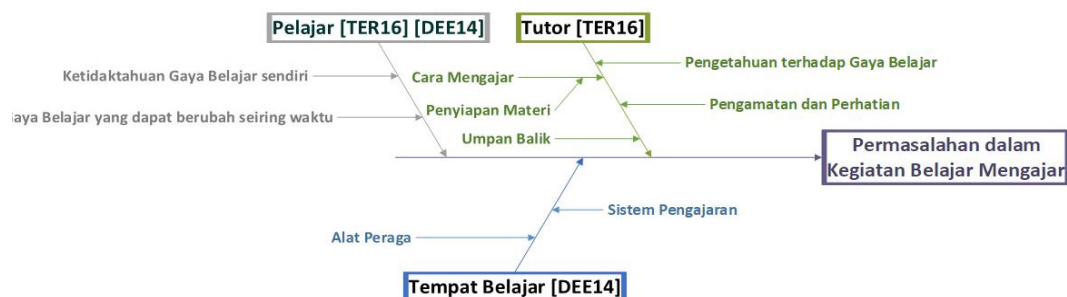 Pelajar [TER16] [DEE14]
Tutor [TER16]
Ketidaktahuan Gaya Belajar sendiri
Belajar yang dapat berubah seiring waktu
Cara Mengajar
Penyiapan Materi
Umpan Balik
Pengetahuan terhadap Gaya Belajar
Pengamatan dan Perhatian
Permasalahan dalam
Kegiatan Belajar Mengajar
Sistem Pengajaran
Alat Peraga
Tempat Belajar [DEE14]